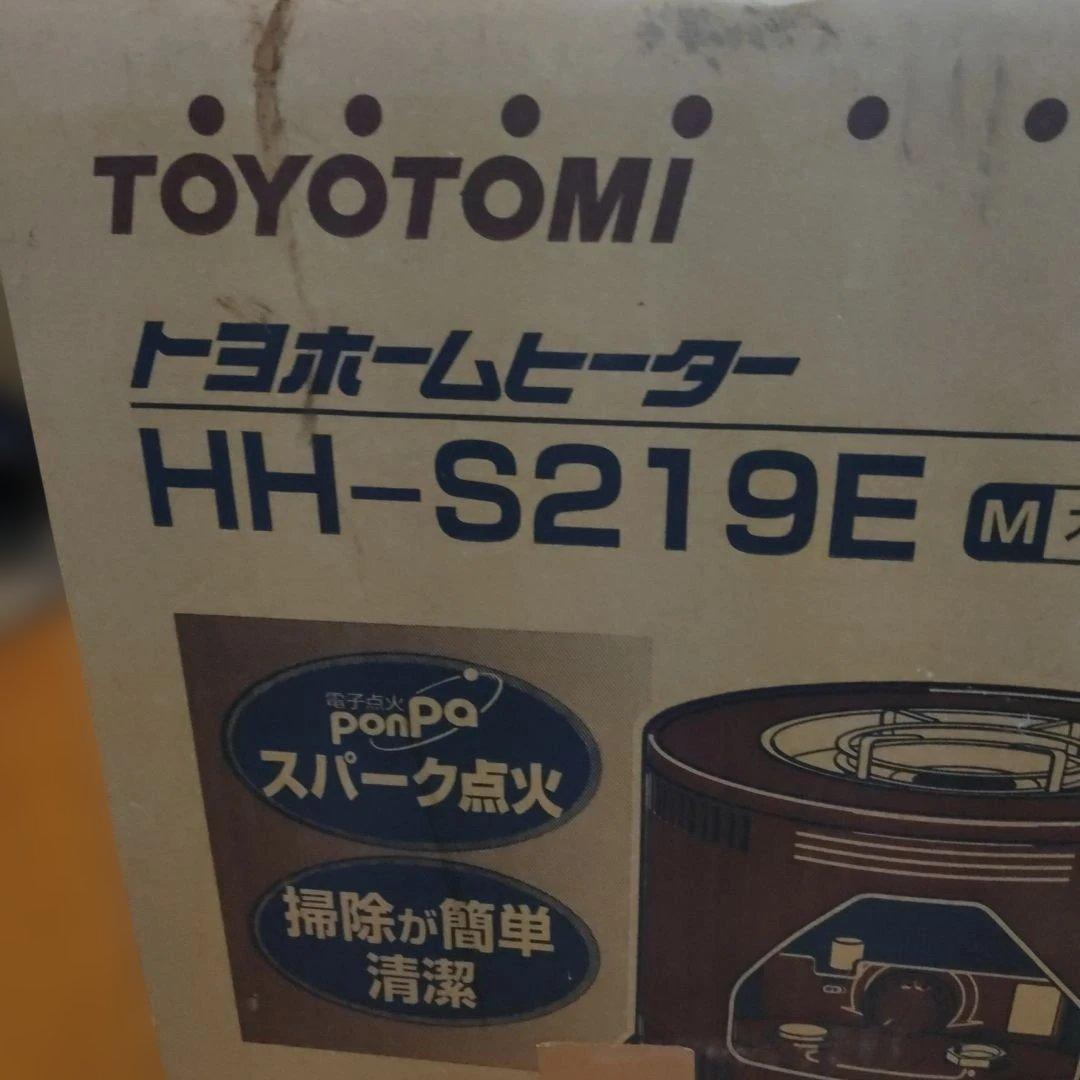 TOYOTOMi
トヨホームヒーター
HH-S219E M
電子点火
ponPa
スパーク点火
掃除が簡単
清潔